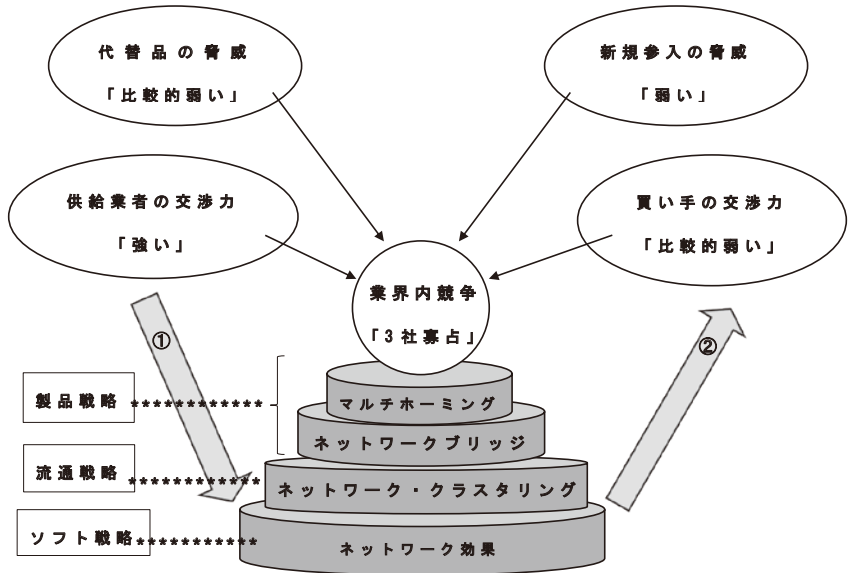 代替品の脅威
「比較的弱い」
新規参入の脅威
「弱い」
供給業者の交渉力
「強い」
買い手の交渉力
「比較的弱い」
業界内競争
「3社寡占」
①
②
製品戦略
************
マルチホーミング
ネットワークブリッジ
流通戦略
************
ネットワーク・クラスタリング
ソフト戦略
***********
ネットワーク効果